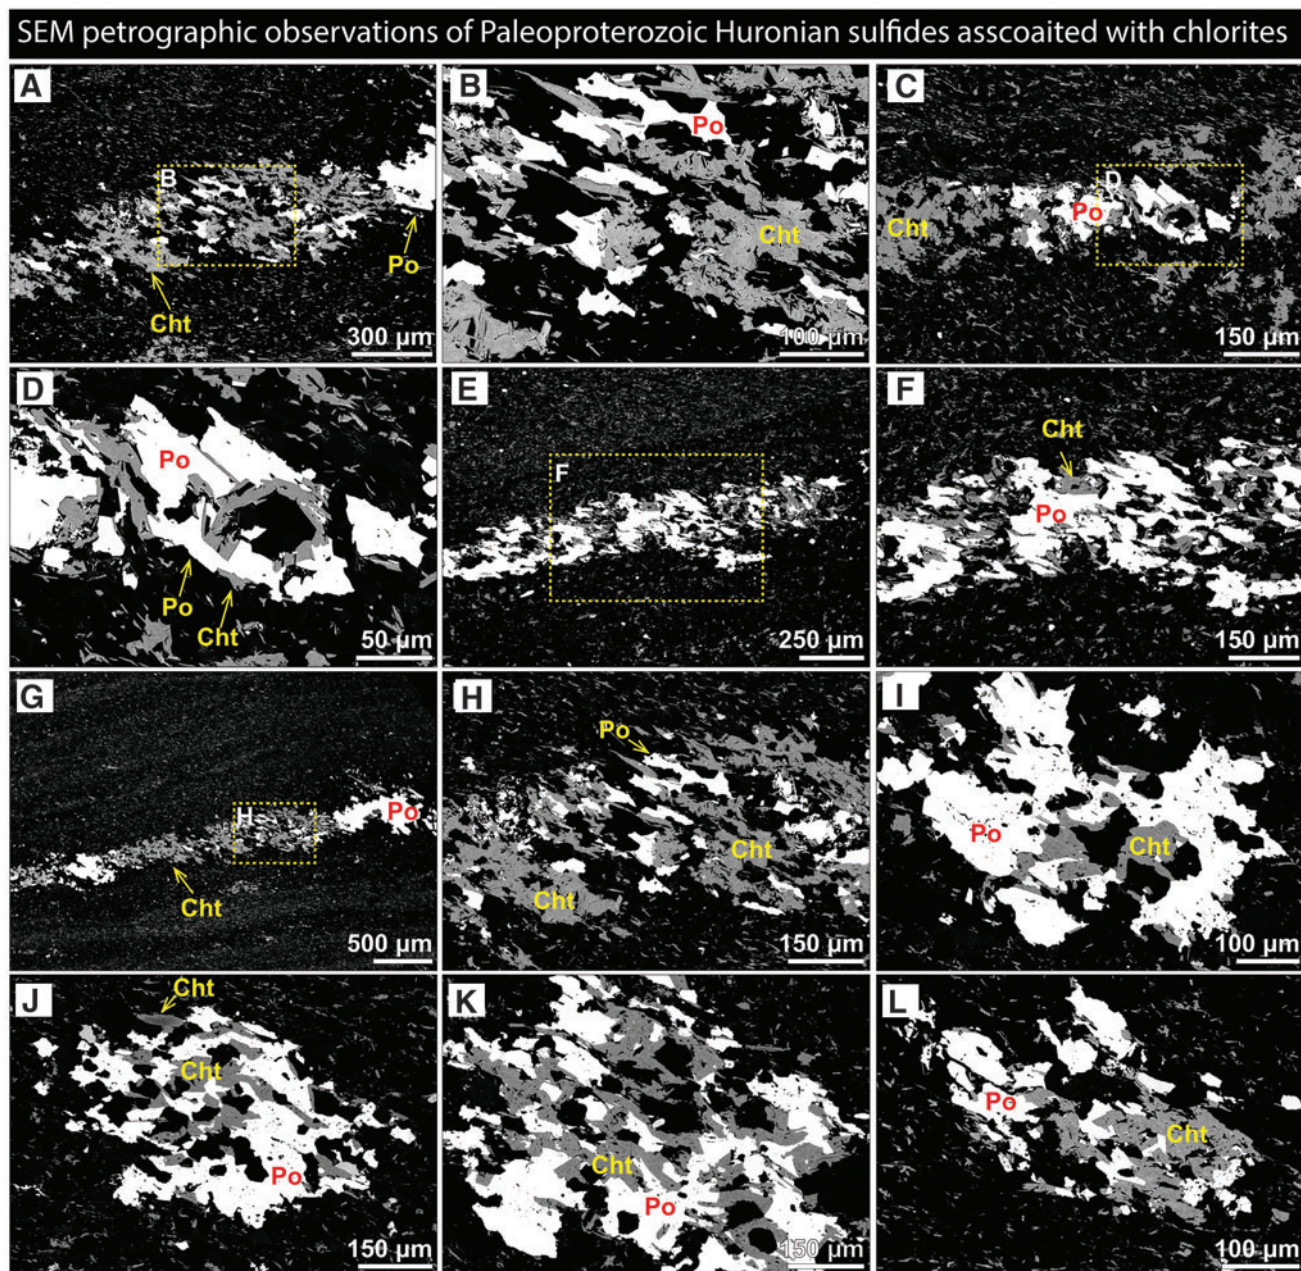 SEM petrographic observations of Paleoproterozoic Huronian sulfides asscoaited with chlorites
A
B
Po
Cht
300 µm
B
Po
Cht
100 µm
C
D
Po
Cht
150 µm
D
Po
Po
Cht
50 µm
E
F
250 µm
F
Cht
Po
150 µm
G
H
Po
Cht
500 µm
H
Po
Cht
Cht
150 µm
I
Po
Cht
100 µm
J
Cht
Cht
Po
150 µm
K
Cht
Po
150 µm
L
Po
Cht
100 µm